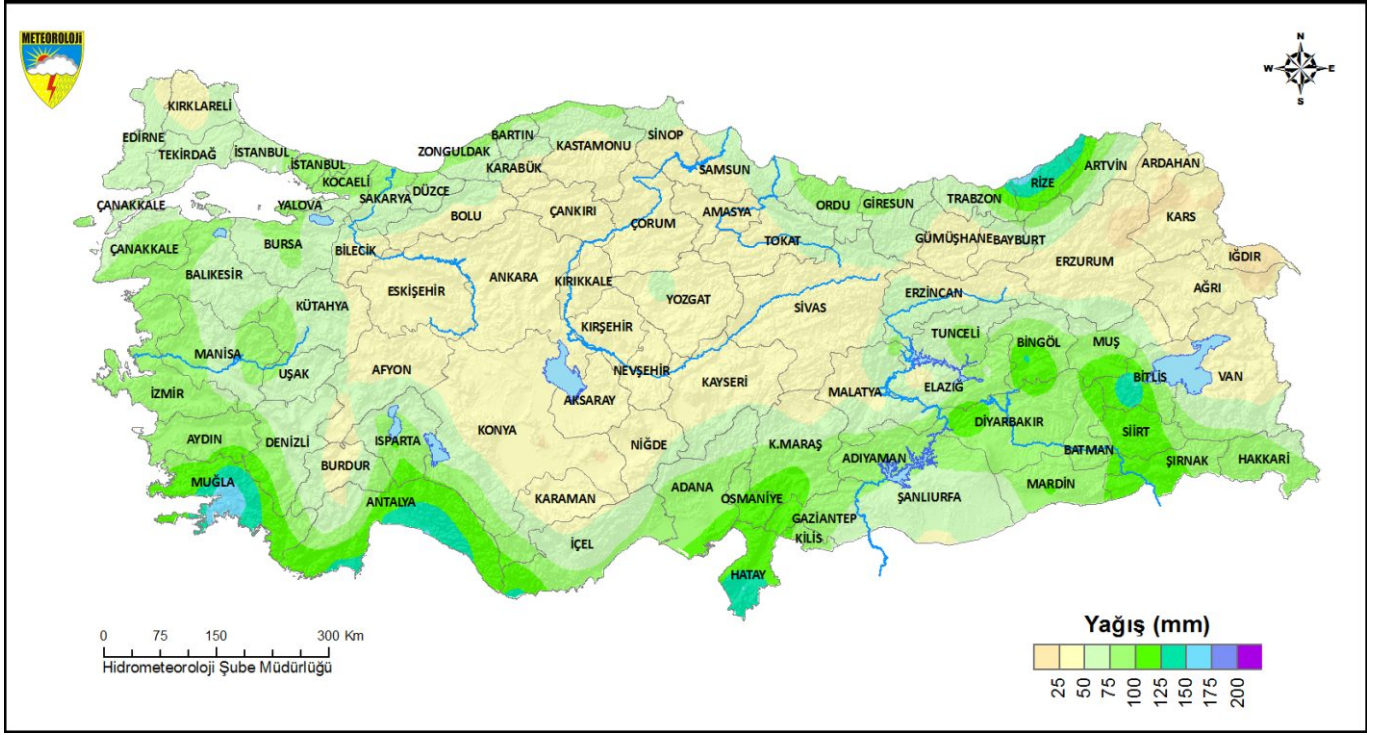 METEOROLOJİ
N
W E
S
KIRKLARELİ
EDİRNE
TEKİRDAĞ
İSTANBUL
İSTANBUL
KOCAELİ
YALOVA
SAKARYA
DÜZCE
ZONGULDAK
BARTIN
KARABÜK
KASTAMONU
SİNOP
SAMSUN
ORDU
GİRESUN
TRABZON
RİZE
ARTVİN
ARDAHAN
KARS
ÇANAKKALE
ÇANAKKALE
BALIKESİR
BURSA
BİLECİK
BOLU
ÇANKIRI
ÇORUM
AMASYA
TOKAT
GÜMÜŞHANE
BAYBURT
ERZURUM
IĞDIR
AĞRI
KÜTAHYA
ESKİŞEHİR
ANKARA
KIRIKKALE
YOZGAT
SİVAS
ERZİNCAN
TUNCELİ
BİNGÖL
MUŞ
BİTLİS
VAN
MANİSA
UŞAK
AFYON
KIRŞEHİR
NEVŞEHİR
AKSARAY
KAYSERİ
MALATYA
ELAZIĞ
DİYARBAKIR
BATMAN
SİİRT
ŞIRNAK
HAKKARİ
İZMİR
AYDIN
DENİZLİ
ISPARTA
BURDUR
KONYA
NİĞDE
K.MARAŞ
ADIYAMAN
ŞANLIURFA
MARDİN
MUĞLA
ANTALYA
KARAMAN
İÇEL
ADANA
OSMANİYE
GAZİANTEP
KİLİS
HATAY
0 75 150 300 Km
Hidrometeoroloji Şube Müdürlüğü
Yağış (mm)
25 50 75 100 125 150 175 200